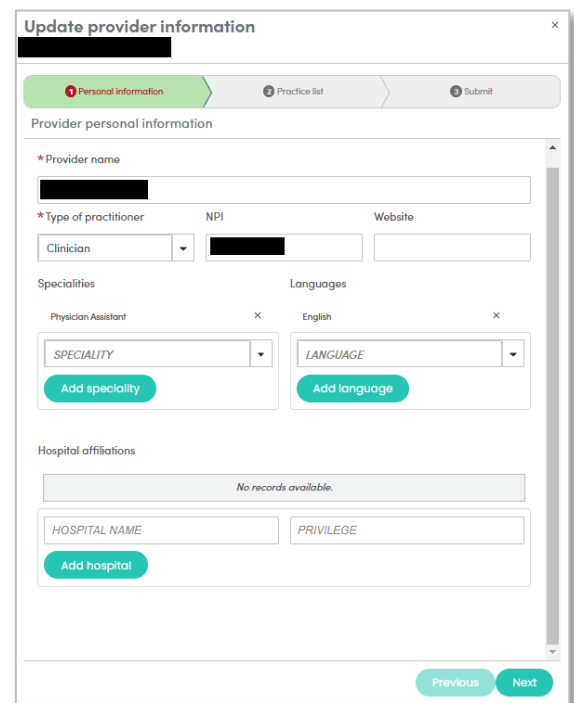 Update provider information ×
1 Personal information 2 Practice list 3 Submit
Provider personal information
*Provider name
*Type of practitioner NPI Website
Clinician
Specialities Languages
Physician Assistant × English ×
SPECIALITY LANGUAGE
Add speciality Add language
Hospital affiliations
No records available.
HOSPITAL NAME PRIVILEGE
Add hospital
Previous Next